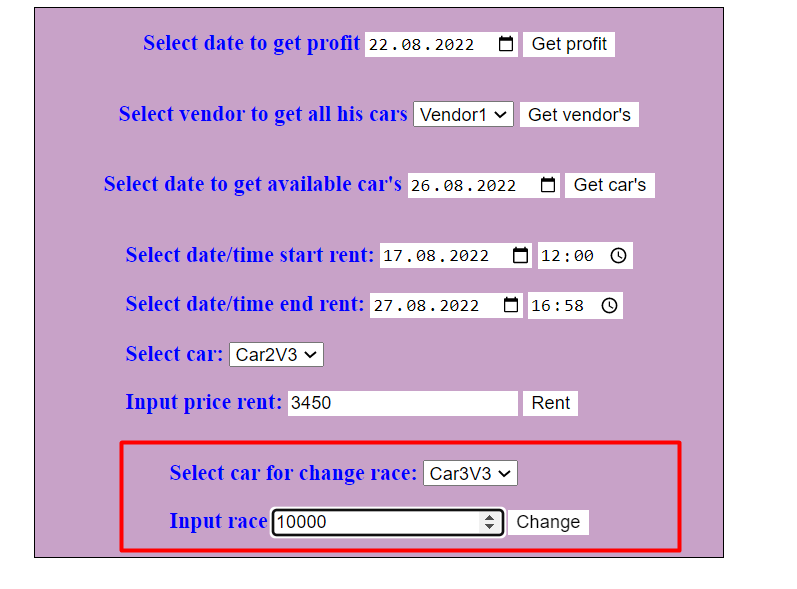 Select date to get profit 22.08.2022 Get profit
Select vendor to get all his cars Vendor1 Get vendor's
Select date to get available car's 26.08.2022 Get car's
Select date/time start rent: 17.08.2022 12:00
Select date/time end rent: 27.08.2022 16:58
Select car: Car2V3
Input price rent: 3450 Rent
Select car for change race: Car3V3
Input race 10000 Change